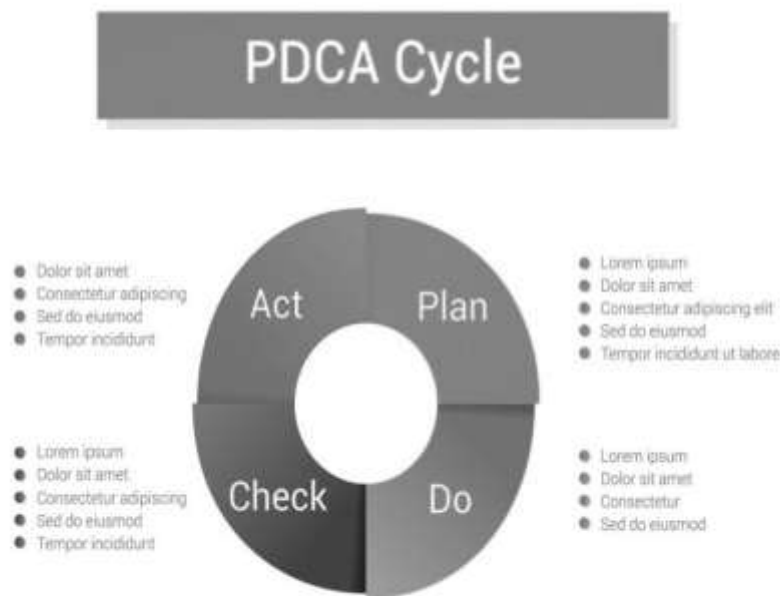 PDCA Cycle
Act
Plan
Check
Do
Dolor sit amet
Consectetur adipiscing
Sed do eiusmod
Tempor incididunt
Lorem ipsum
Dolor sit amet
Consectetur adipiscing elit
Sed do eiusmod
Tempor incididunt ut labore
Lorem ipsum
Dolor sit amet
Consectetur adipiscing
Sed do eiusmod
Tempor incididunt
Lorem ipsum
Dolor sit amet
Consectetur
Sed do eiusmod